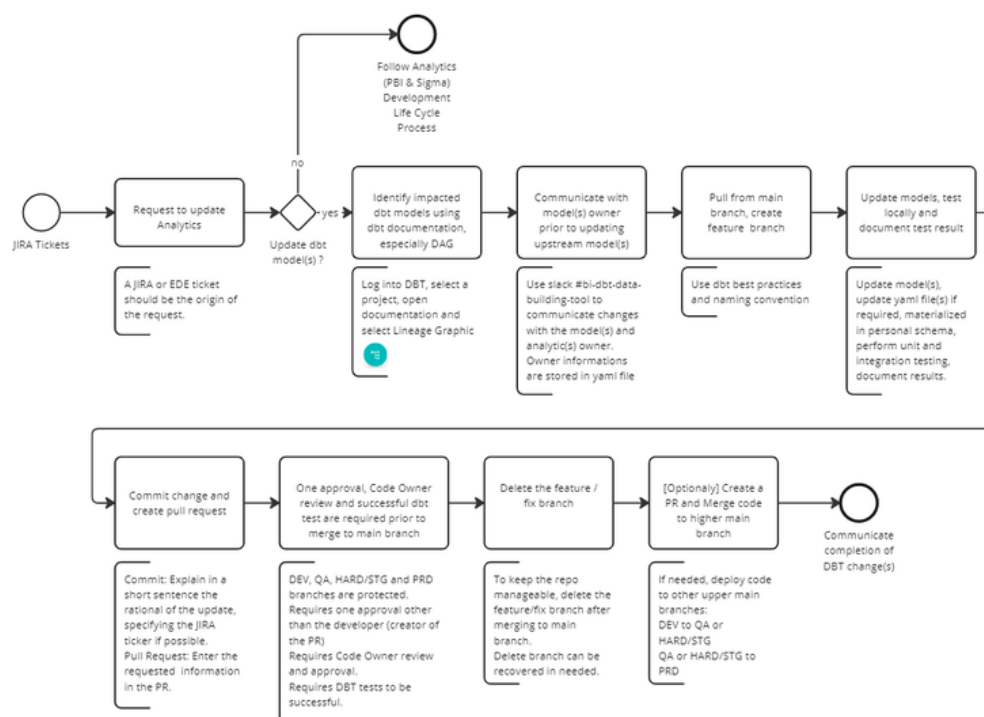 Follow Analytics
(PBI & Sigma)
Development
Life Cycle
Process
no
JIRA Tickets
Request to update
Analytics
Update dbt
model(s) ?
yes
Identify impacted
dbt models using
dbt documentation,
especially DAG
Communicate with
model(s) owner
prior to updating
upstream model(s)
Pull from main
branch, create
feature branch
Update models, test
locally and
document test result
A JIRA or EDE ticket
should be the origin of
the request.
Log into DBT, select a
project, open
documentation and
select Lineage Graphic
Use slack #bi-dbt-data-
building-tool to
communicate changes
with the model(s) and
analytic(s) owner.
Owner informations
are stored in yaml file
Use dbt best practices
and naming convention
Update model(s),
update yaml file(s) if
required, materialized
in personal schema,
perform unit and
integration testing,
document results.
Commit change and
create pull request
One approval, Code Owner
review and successful dbt
test are required prior to
merge to main branch
Delete the feature /
fix branch
[Optionaly] Create a
PR and Merge code
to higher main
branch
Communicate
completion of
DBT change(s)
Commit: Explain in a
short sentence the
rational of the update,
specifying the JIRA
ticker if possible.
Pull Request: Enter the
requested information
in the PR.
DEV, QA, HARD/STG and PRD
branches are protected.
Requires one approval other
than the developer (creator of
the PR)
Requires Code Owner review
and approval.
Requires DBT tests to be
successful.
To keep the repo
manageable, delete the
feature/fix branch after
merging to main
branch.
Delete branch can be
recovered in needed.
If needed, deploy code
to other upper main
branches:
DEV to QA or
HARD/STG
QA or HARD/STG to
PRD